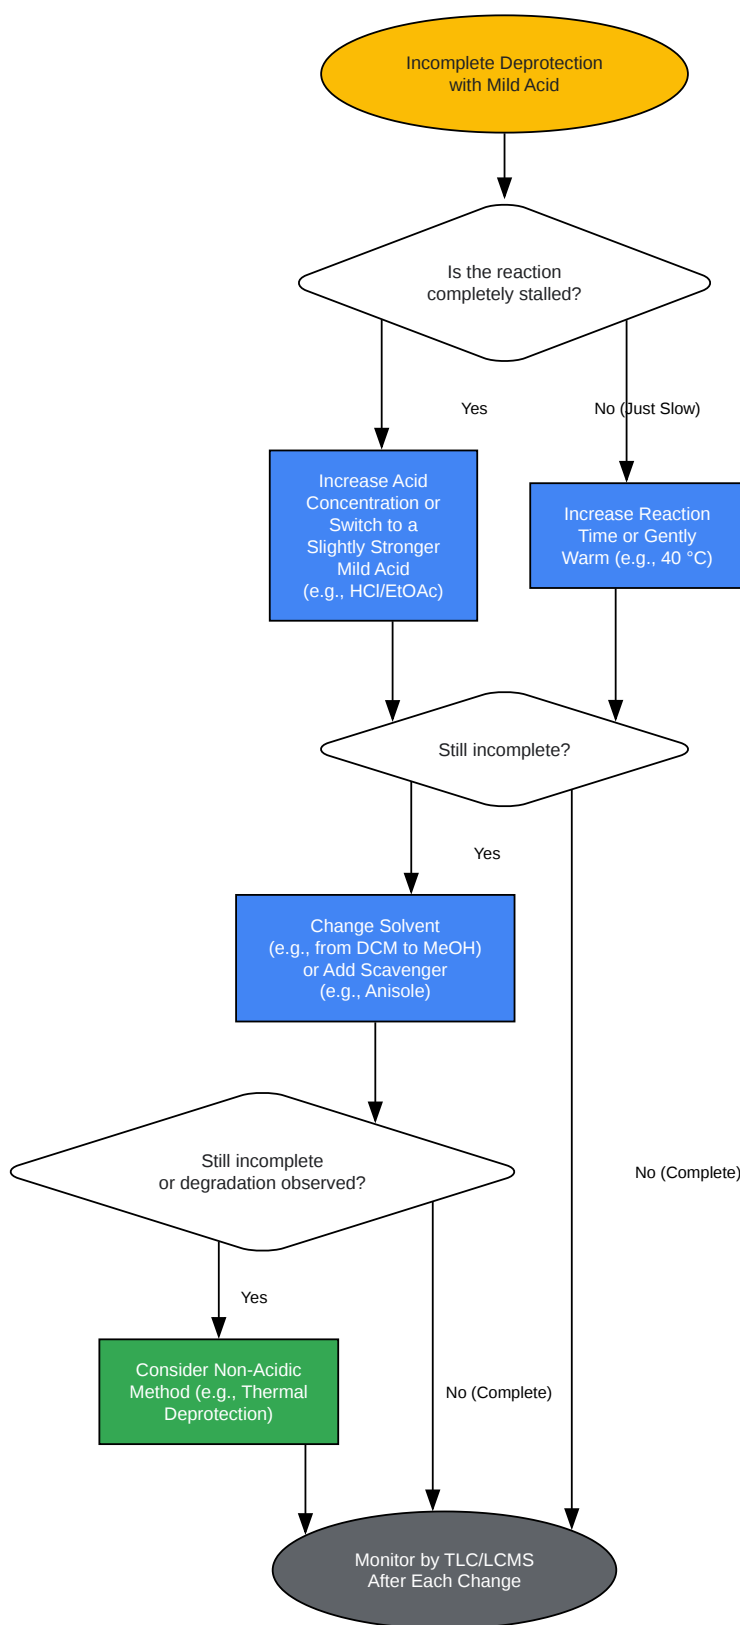 Incomplete Deprotection
with Mild Acid
Is the reaction
completely stalled?
Yes
No (Just Slow)
Increase Acid
Concentration or
Switch to a
Slightly Stronger
Mild Acid
(e.g., HCl/EtOAc)
Increase Reaction
Time or Gently
Warm (e.g., 40 °C)
Still incomplete?
Yes
Change Solvent
(e.g., from DCM to MeOH)
or Add Scavenger
(e.g., Anisole)
Still incomplete
or degradation observed?
No (Complete)
Yes
Consider Non-Acidic
Method (e.g., Thermal
Deprotection)
No (Complete)
Monitor by TLC/LCMS
After Each Change